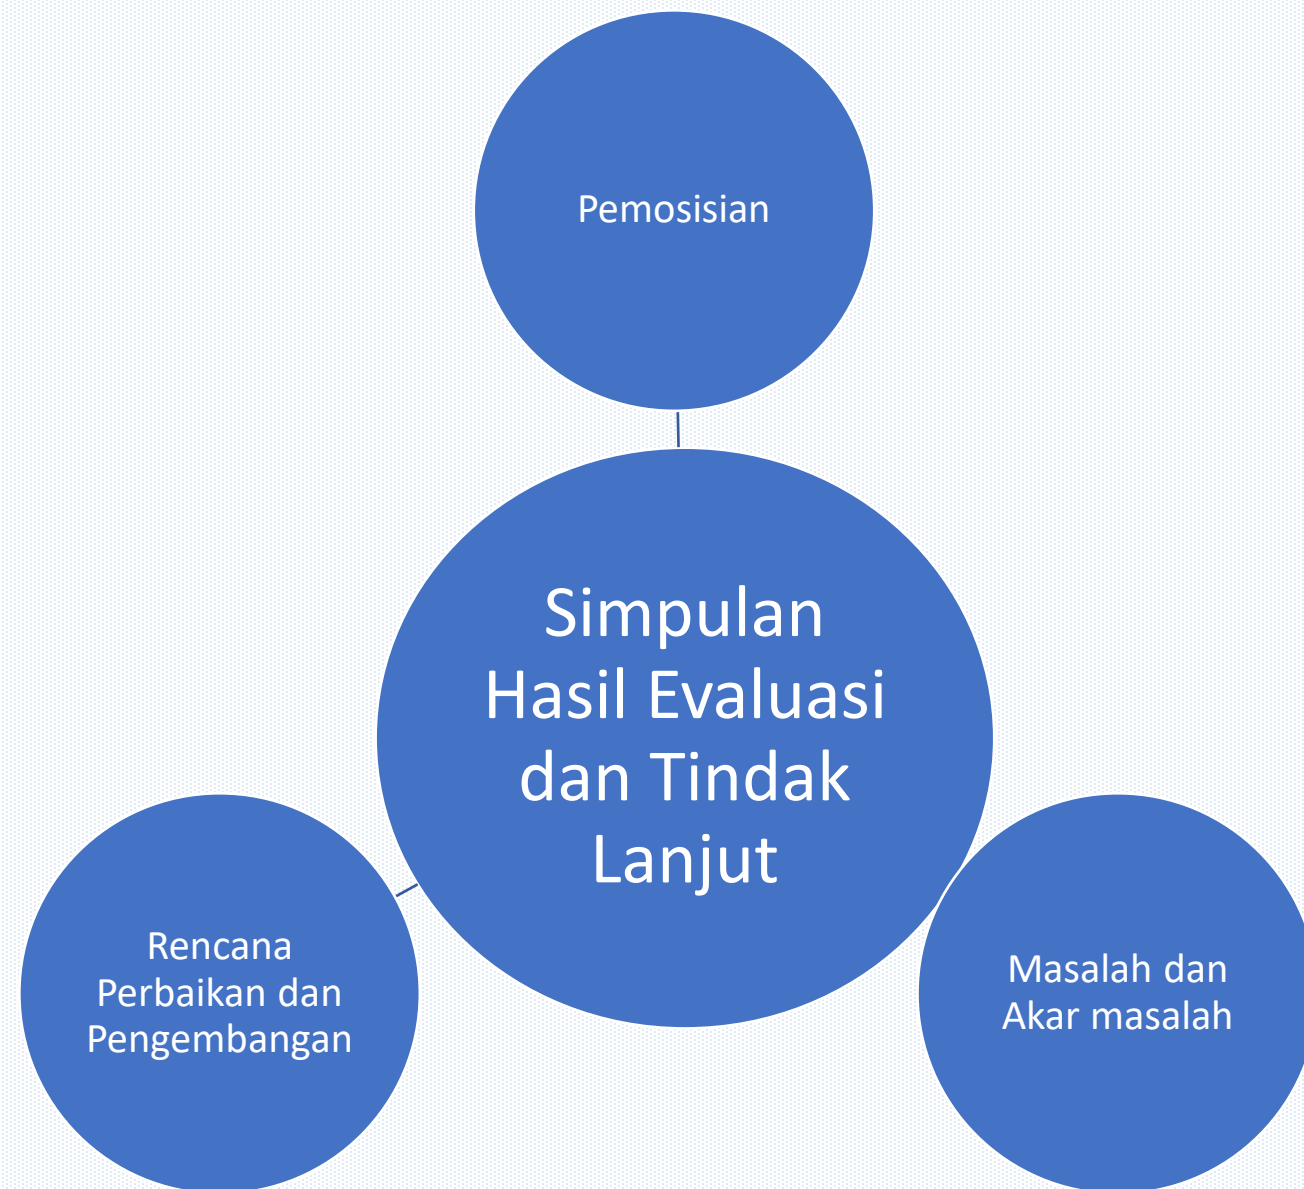 Pemosisian
Simpulan
Hasil Evaluasi
dan Tindak
Lanjut
Rencana
Perbaikan dan
Pengembangan
Masalah dan
Akar masalah